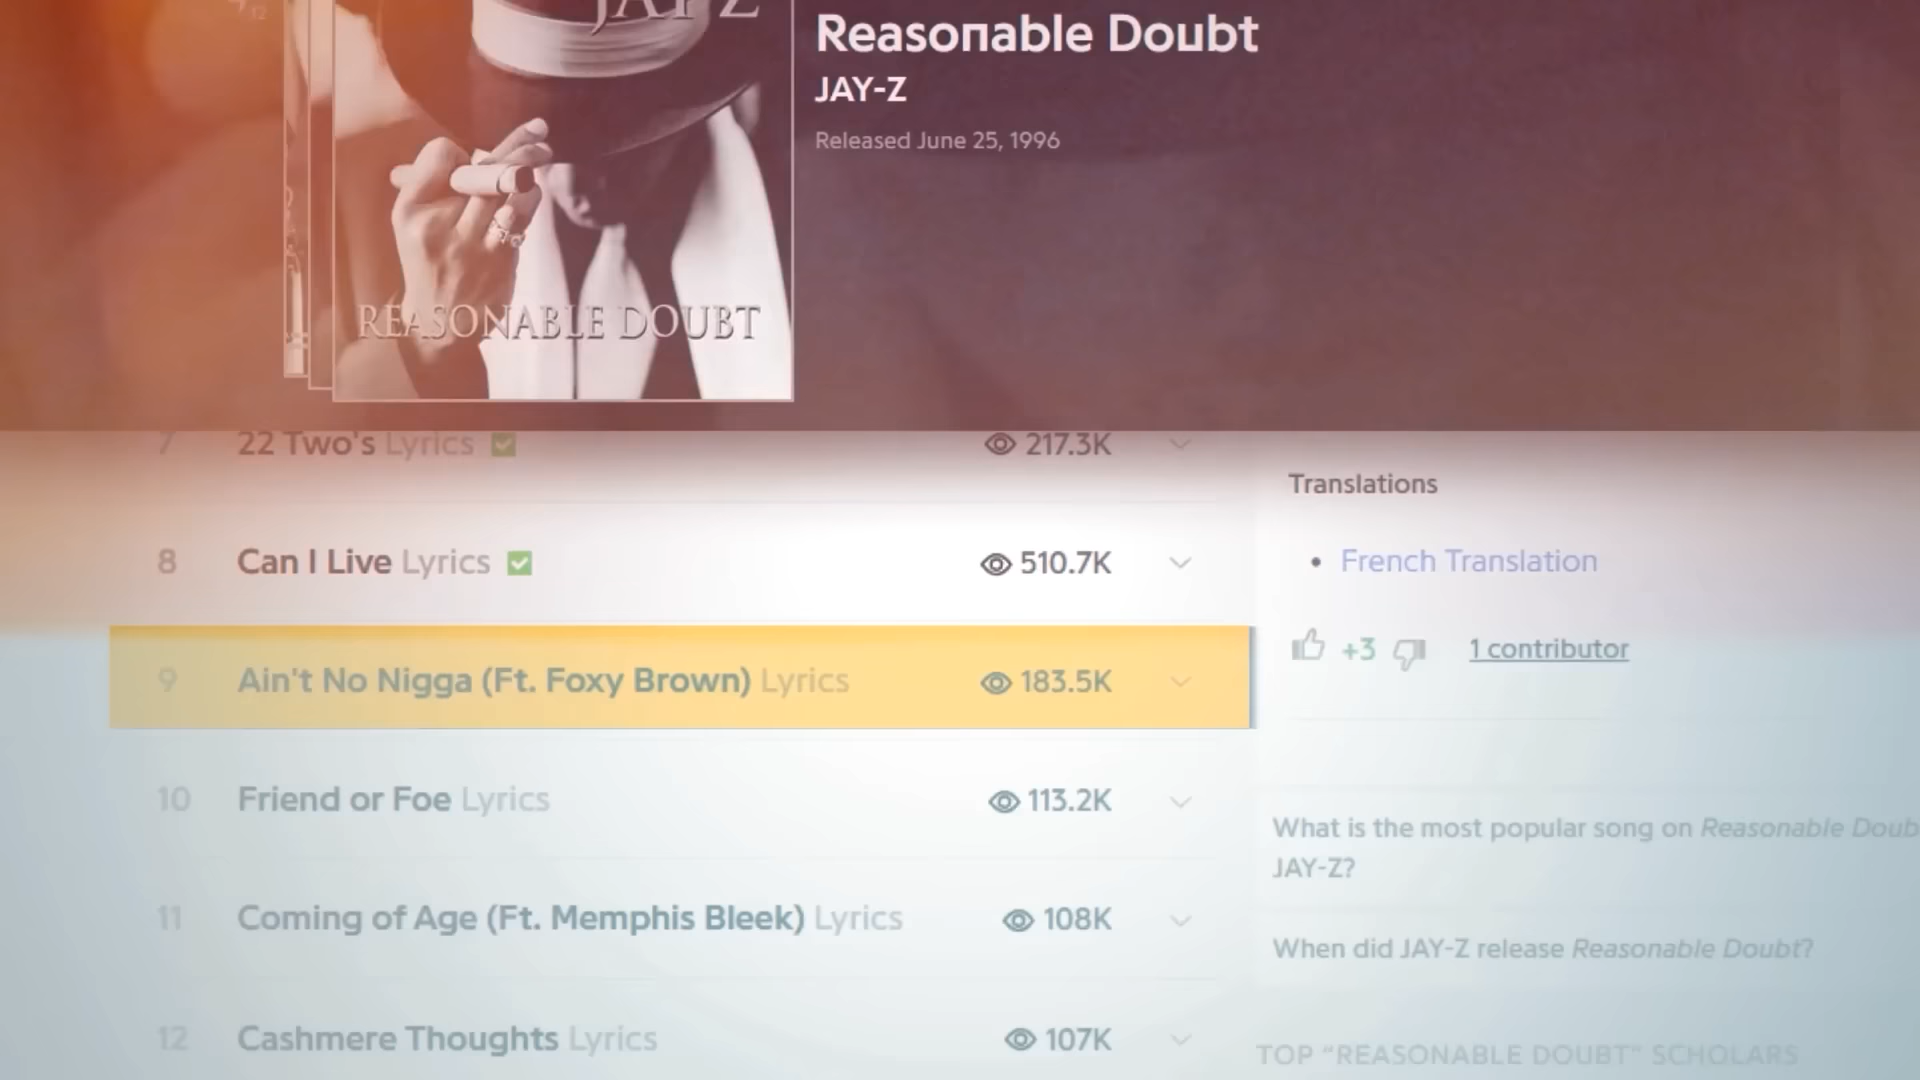 JAY-Z
Reasonable Doubt
JAY-Z
Released June 25, 1996
REASONABLE DOUBT
7 22 Two's Lyrics 217.3K
Translations
8 Can I Live Lyrics 510.7K
• French Translation
+3 1 contributor
9 Ain't No Nigga (Ft. Foxy Brown) Lyrics 183.5K
10 Friend or Foe Lyrics 113.2K
What is the most popular song on Reasonable Doub
JAY-Z?
11 Coming of Age (Ft. Memphis Bleek) Lyrics 108K
When did JAY-Z release Reasonable Doubt?
12 Cashmere Thoughts Lyrics 107K
TOP “REASONABLE DOUBT” SCHOLARS